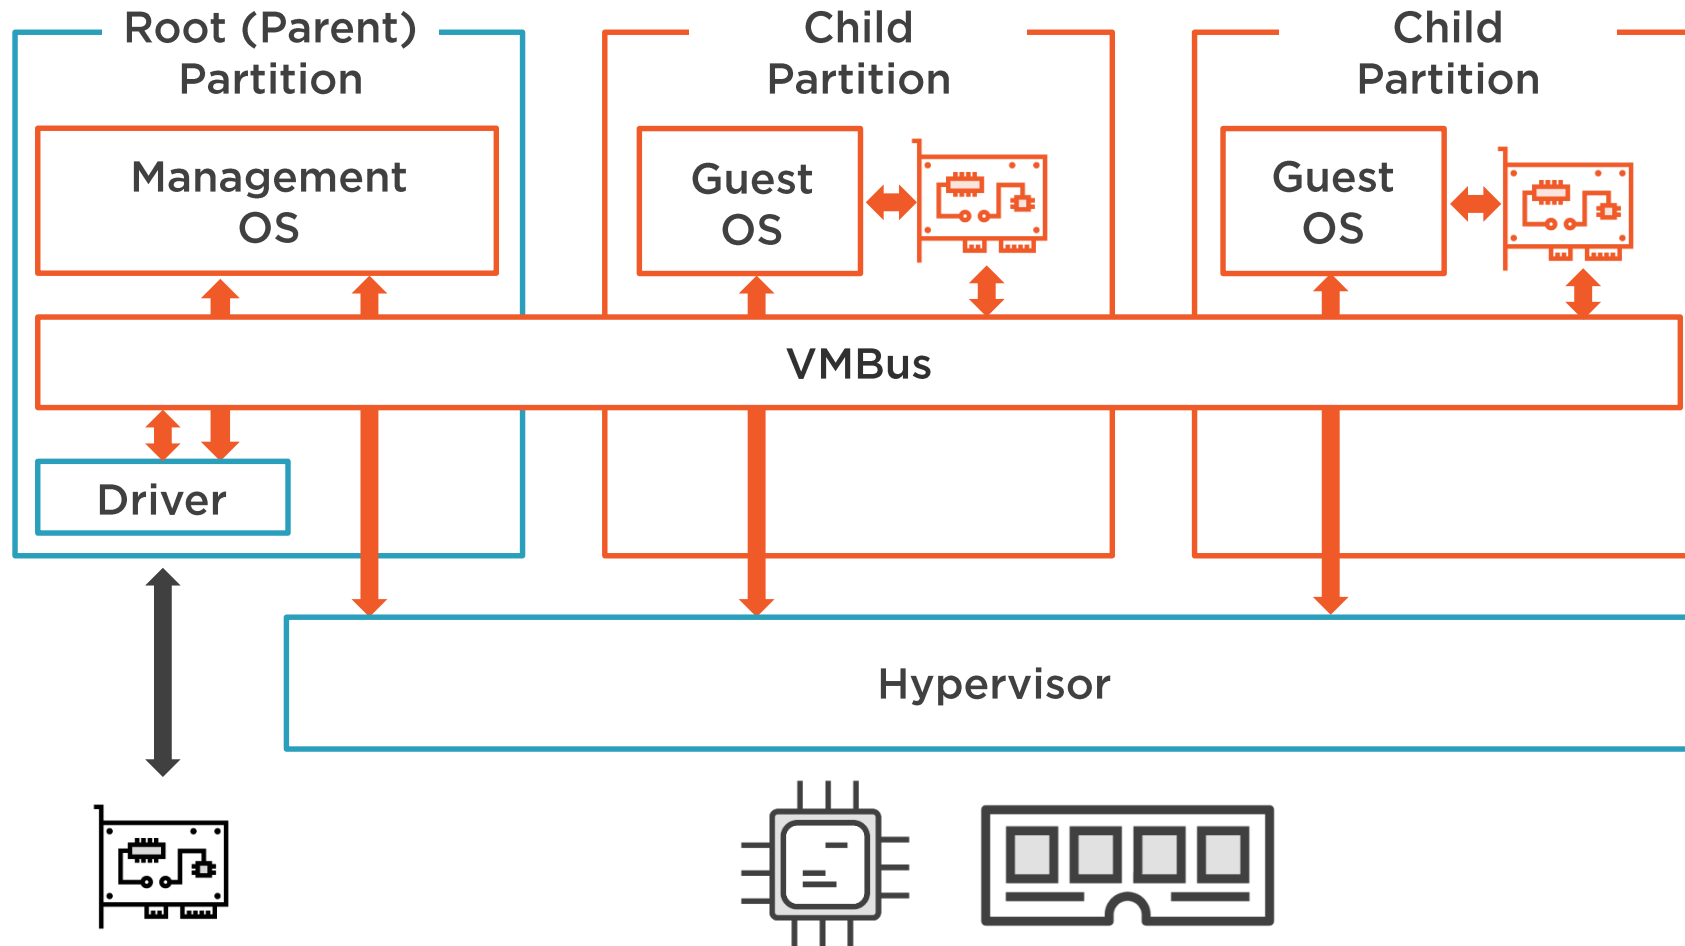 Root (Parent)
Partition
Child
Partition
Child
Partition
Management
OS
Guest
OS
Guest
OS
VMBus
Driver
Hypervisor